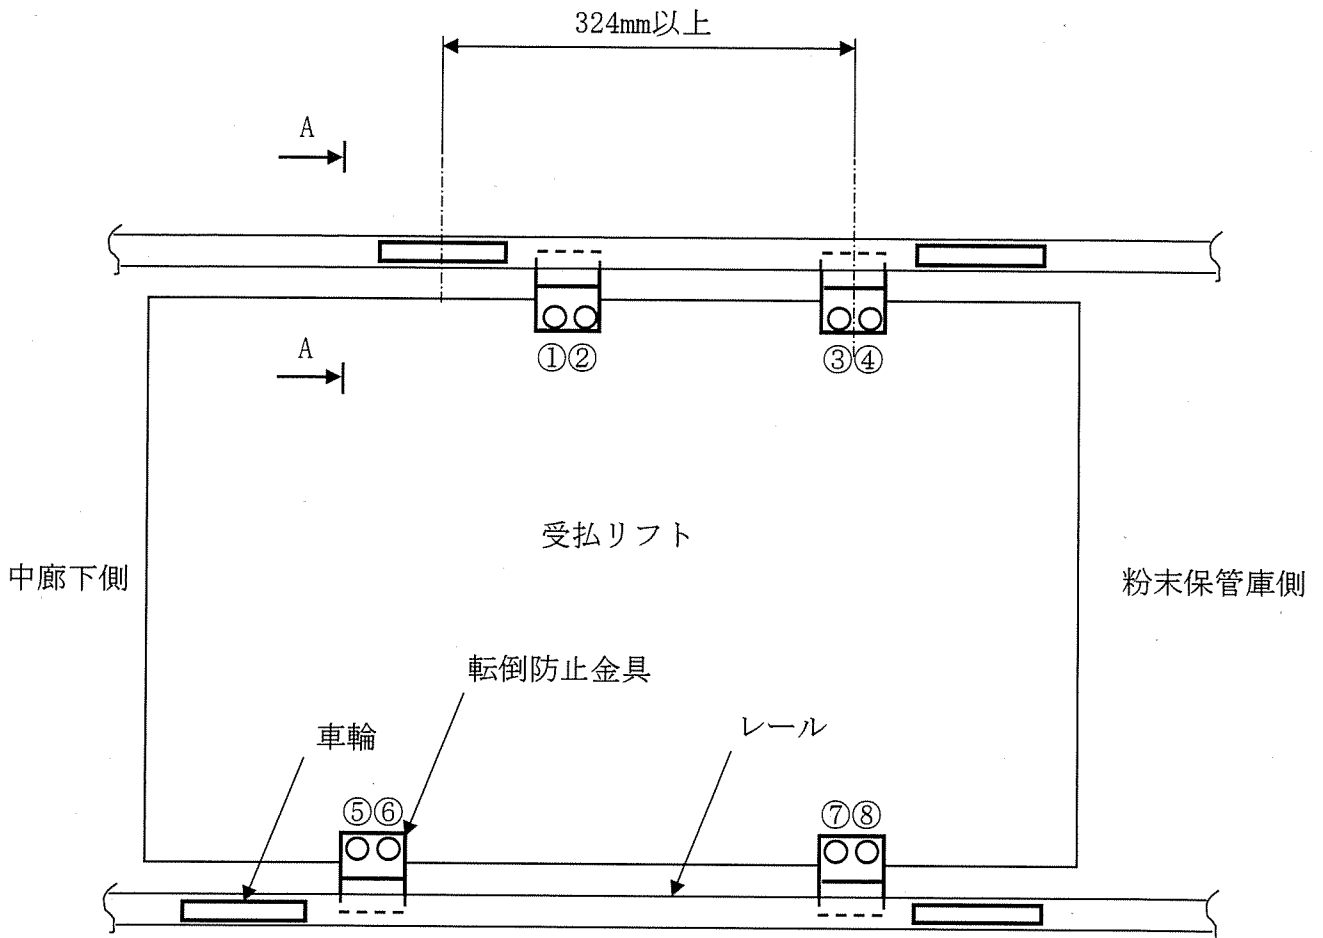 324mm以上
A
①②
③④
A
受払リフト
中廊下側
粉末保管庫側
転倒防止金具
車輪
レール
⑤⑥
⑦⑧